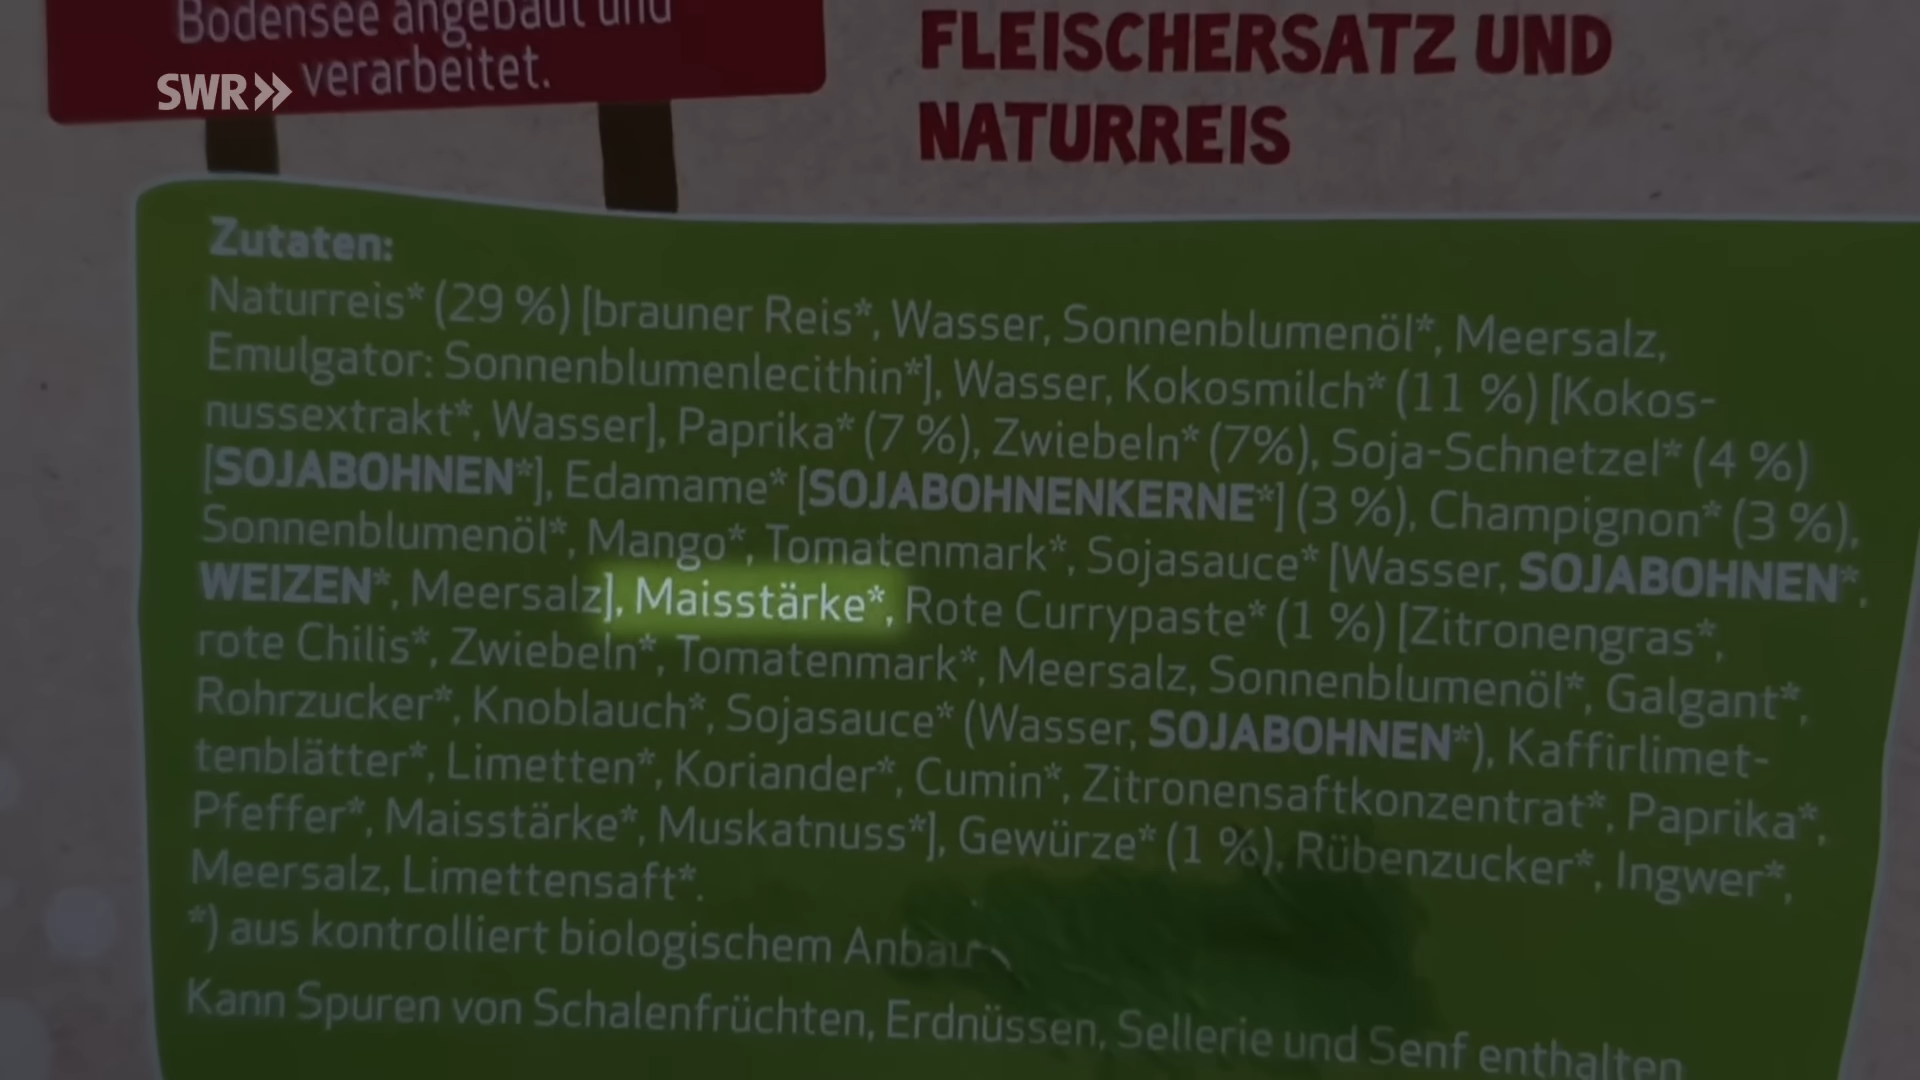 Bodensee angebaut und
verarbeitet.
SWR»
FLEISCHERSATZ UND
NATURREIS
Zutaten:
Naturreis* (29 %) [brauner Reis*, Wasser, Sonnenblumenöl*, Meersalz,
Emulgator: Sonnenblumenlecithin*], Wasser, Kokosmilch* (11 %) [Kokos-
nussextrakt*, Wasser], Paprika* (7 %), Zwiebeln* (7%), Soja-Schnetzel* (4 %)
[SOJABOHNEN*], Edamame* [SOJABOHNENKERNE*] (3 %), Champignon* (3 %),
Sonnenblumenöl*, Mango*, Tomatenmark*, Sojasauce* [Wasser, SOJABOHNEN*,
WEIZEN*, Meersalz], Maisstärke*, Rote Currypaste* (1 %) [Zitronengras*,
rote Chilis*, Zwiebeln*, Tomatenmark*, Meersalz, Sonnenblumenöl*, Galgant*,
Rohrzucker*, Knoblauch*, Sojasauce* (Wasser, SOJABOHNEN*), Kaffirlimet-
tenblätter*, Limetten*, Koriander*, Cumin*, Zitronensaftkonzentrat*, Paprika*,
Pfeffer*, Maisstärke*, Muskatnuss*], Gewürze* (1 %), Rübenzucker*, Ingwer*,
Meersalz, Limettensaft*.
*) aus kontrolliert biologischem Anbau
Kann Spuren von Schalenfrüchten, Erdnüssen, Sellerie und Senf enthalten